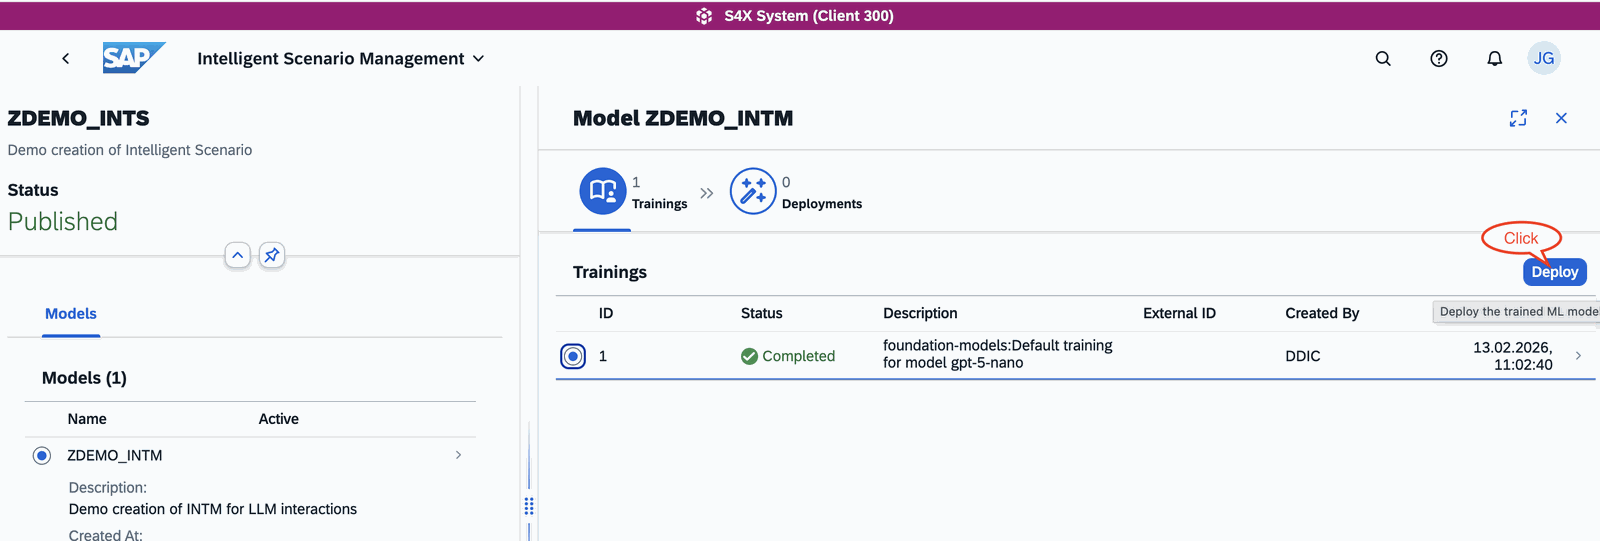 S4X System (Client 300)
SAP
Intelligent Scenario Management
JG
ZDEMO_INTS
Demo creation of Intelligent Scenario
Status
Published
Models
Models (1)
Name Active
ZDEMO_INTM
Description:
Demo creation of INTM for LLM interactions
Created At:
Model ZDEMO_INTM
1
Trainings
0
Deployments
Click
Trainings
Deploy
Deploy the trained ML model
ID Status Description External ID Created By
1 Completed foundation-models:Default training for model gpt-5-nano DDIC 13.02.2026, 11:02:40